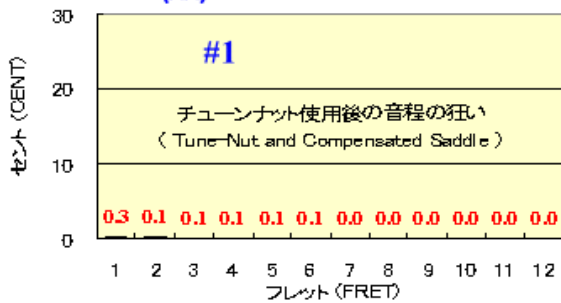 30
#1
20
チューンナット使用後の音程の狂い
( Tune-Nut and Compensated Saddle )
セント (CENT)
10
0.3 0.1 0.1 0.1 0.1 0.1 0.0 0.0 0.0 0.0 0.0 0.0
0
1 2 3 4 5 6 7 8 9 10 11 12
フレット (FRET)